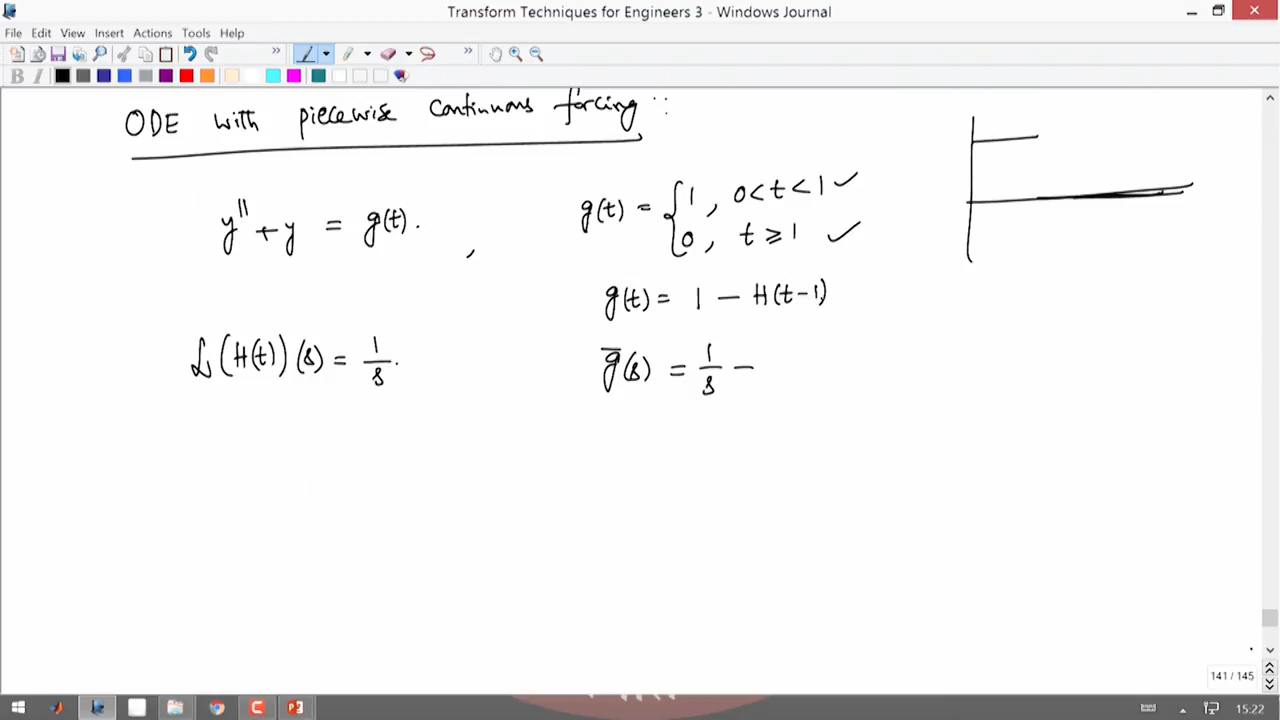 Transform Techniques for Engineers 3 - Windows Journal
File Edit View Insert Actions Tools Help
ODE with piecewise continuous forcing ::
y'' + y = g(t). , g(t) = { 1 , 0 < t < 1 ✓
0 , t ≥ 1 ✓
g(t) = 1 - H(t-1)
𝓛(H(t))(s) = 1/s.
g̅(s) = 1/s -
141 / 145
15:22